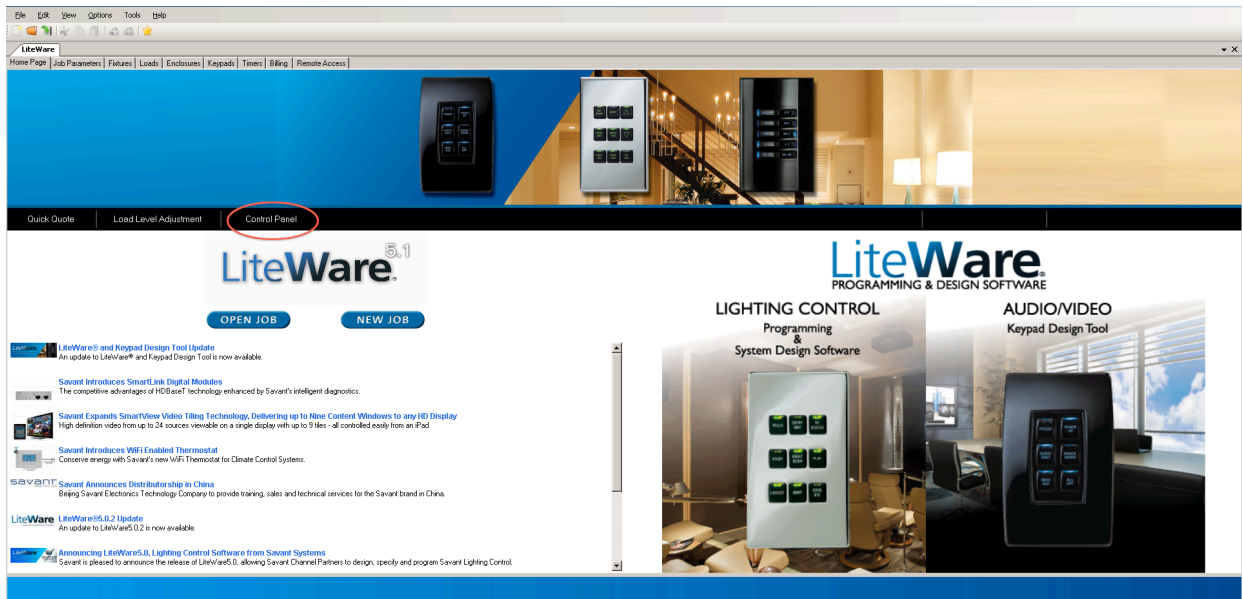 File Edit View Options Tools Help
LiteWare
Home Page Job Parameters Fixtures Loads Enclosures Keypads Timers Billing Remote Access
Quick Quote Load Level Adjustment Control Panel
LiteWare 5.1
OPEN JOB NEW JOB
LiteWare® and Keypad Design Tool Update
An update to LiteWare® and Keypad Design Tool is now available.
Savant Introduces SmartLink Digital Modules
The competitive advantages of HDBaseT technology enhanced by Savant's intelligent diagnostics.
Savant Expands SmartView Video Tiling Technology, Delivering up to Nine Content Windows to any HD Display
High definition video from up to 24 sources viewable on a single display with up to 9 tiles - all controlled easily from an iPad
Savant Introduces WiFi Enabled Thermostat
Conserve energy with Savant's new WiFi Thermostat for Climate Control Systems.
savant Savant Announces Distributorship in China
Beijing Savant Electronics Technology Company to provide training, sales and technical services for the Savant brand in China.
LiteWare LiteWare®5.0.2 Update
An update to LiteWare5.0.2 is now available.
Announcing LiteWare5.0, Lighting Control Software from Savant Systems
Savant is pleased to announce the release of LiteWare5.0, allowing Savant Channel Partners to design, specify and program Savant Lighting Control.
LiteWare®
PROGRAMMING & DESIGN SOFTWARE
LIGHTING CONTROL
Programming
&
System Design Software
AUDIO/VIDEO
Keypad Design Tool
STUDY GREAT ROOM PLAY
AWAY GOOD BYE